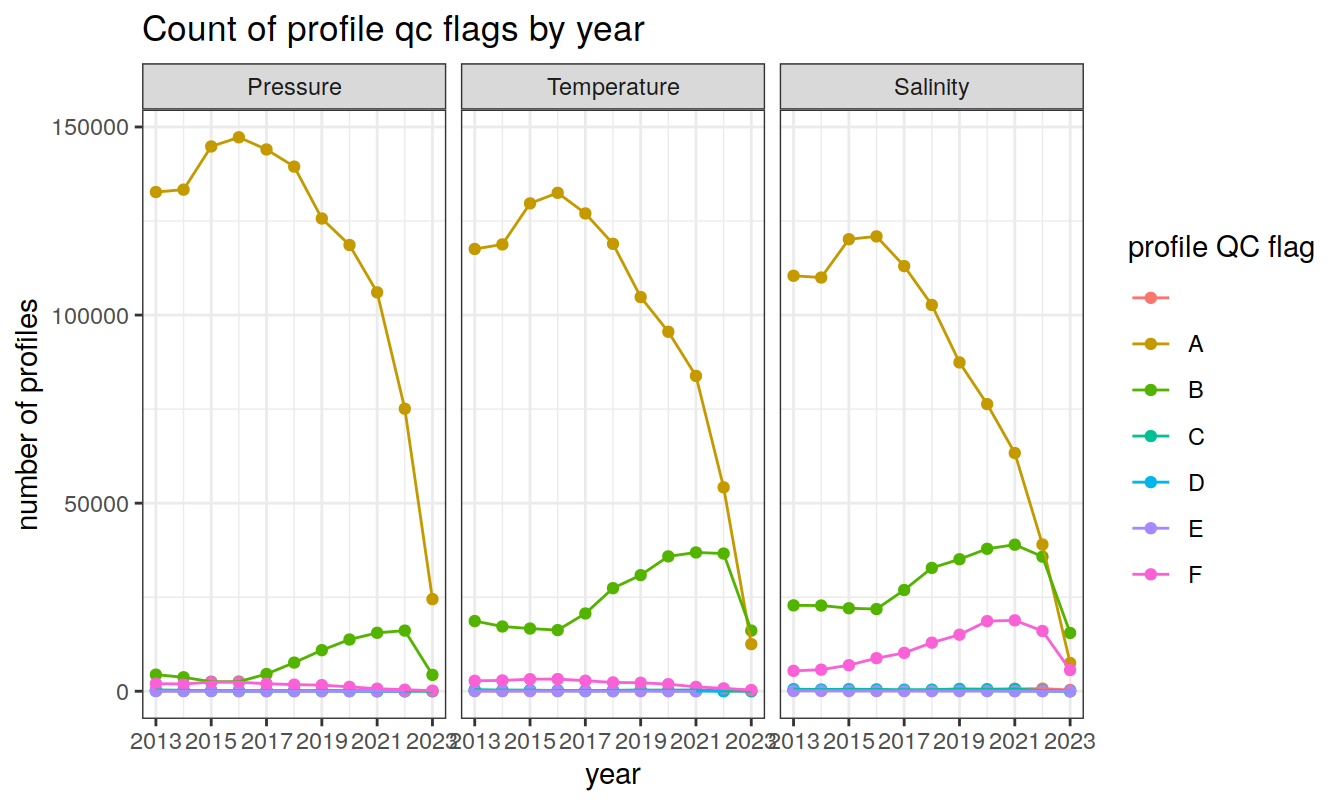 Count of profile qc flags by year
Pressure
Temperature
Salinity
150000
100000
50000
0
number of profiles
2013 2015 2017 2019 2021 2023
2013 2015 2017 2019 2021 2023
2013 2015 2017 2019 2021 2023
year
profile QC flag
A
B
C
D
E
F